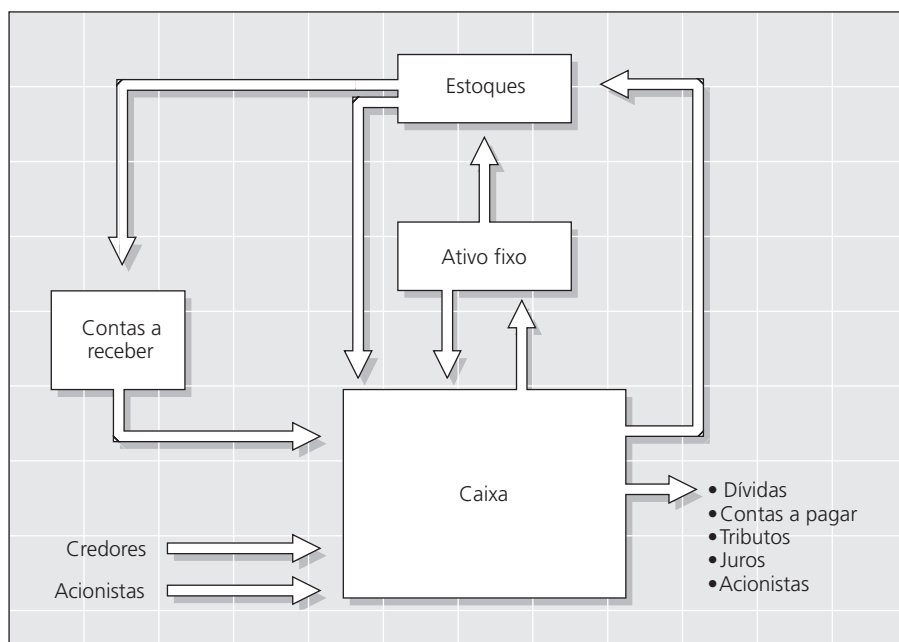 Estoques
Ativo fixo
Contas a
receber
Caixa
Credores
Acionistas
• Dívidas
• Contas a pagar
• Tributos
• Juros
• Acionistas